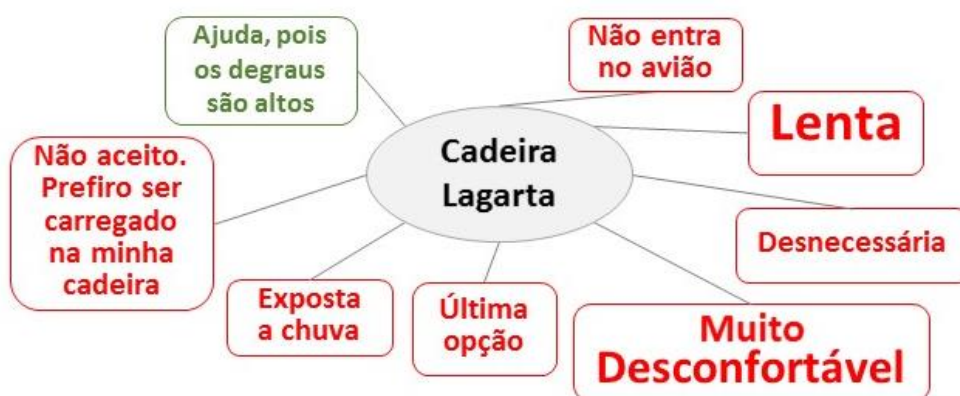 Ajuda, pois
os degraus
são altos
Não entra
no avião
Cadeira
Lagarta
Lenta
Não aceito.
Prefiro ser
carregado
na minha
cadeira
Desnecessária
Exposta
a chuva
Última
opção
Muito
Desconfortável